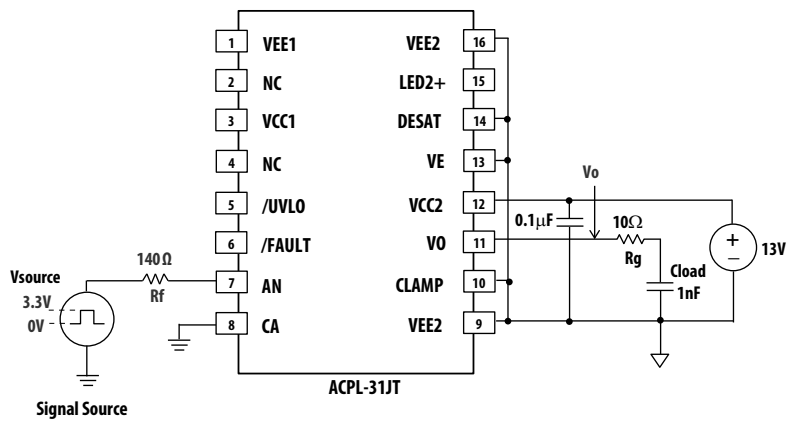 1 VEE1 VEE2 16
2 NC LED2+ 15
3 VCC1 DESAT 14
4 NC VE 13
Vo
5 /UVLO VCC2 12
0.1μF 10Ω
6 /FAULT VO 11
Rg
+
–
13V
140Ω
Vsource
7 AN CLAMP 10
Rf
Cload
1nF
3.3V
0V
8 CA VEE2 9
ACPL-31JT
Signal Source